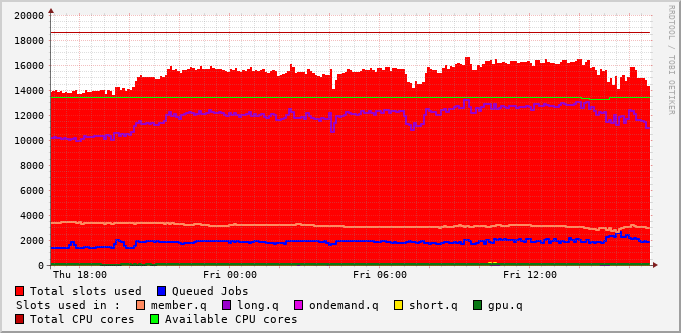 20000
18000
16000
14000
12000
10000
8000
6000
4000
2000
0
Thu 18:00 Fri 00:00 Fri 06:00 Fri 12:00
RRDTOOL / TOBI OETIKER
Total slots used Queued Jobs
Slots used in : member.q long.q ondemand.q short.q gpu.q
Total CPU cores Available CPU cores